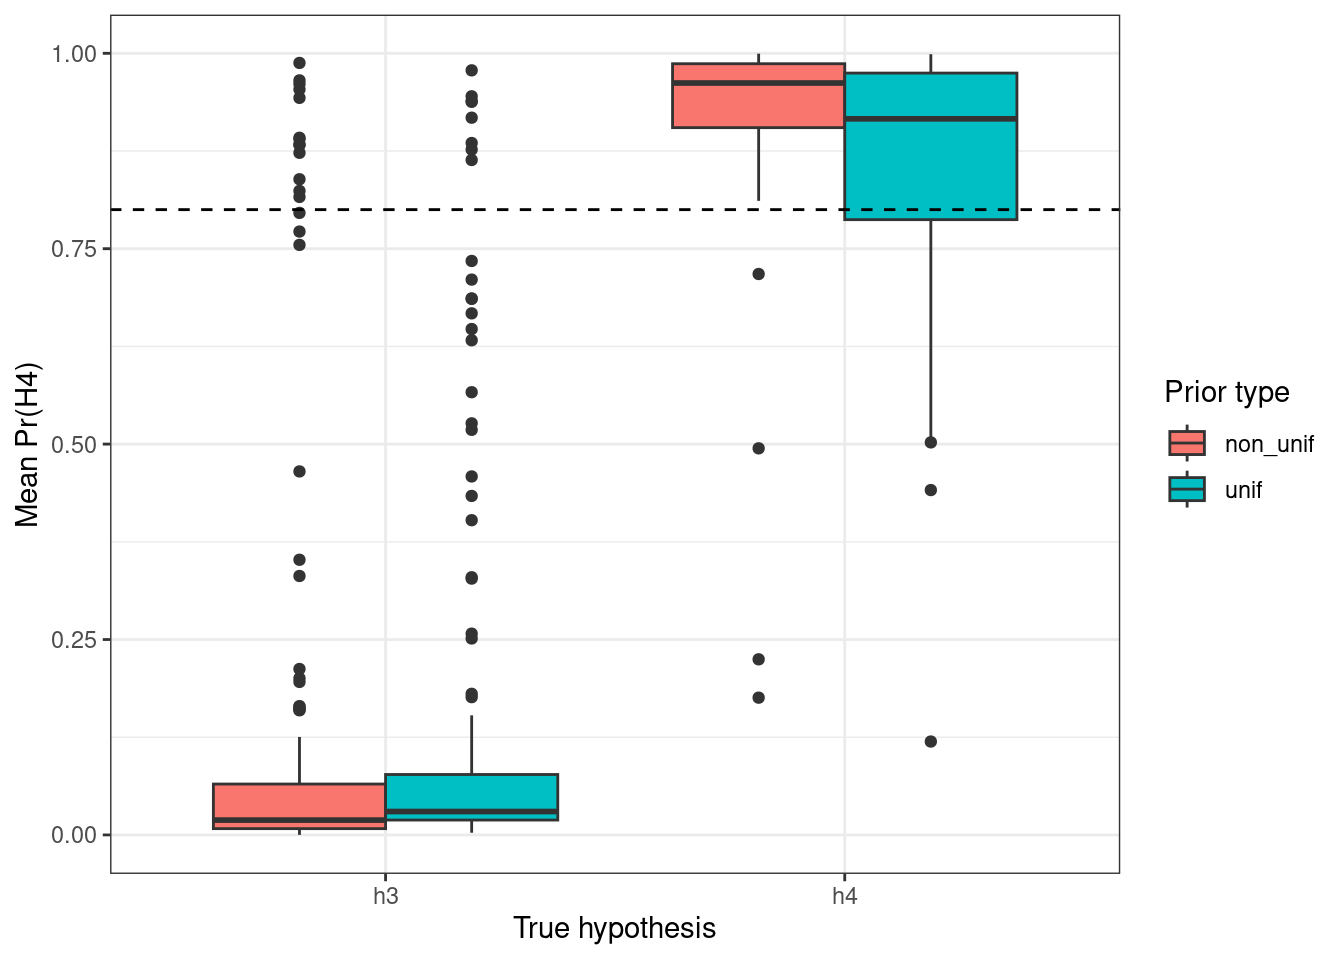 1.00
0.75
0.50
0.25
0.00
Mean Pr(H4)
h3
h4
True hypothesis
Prior type
non_unif
unif